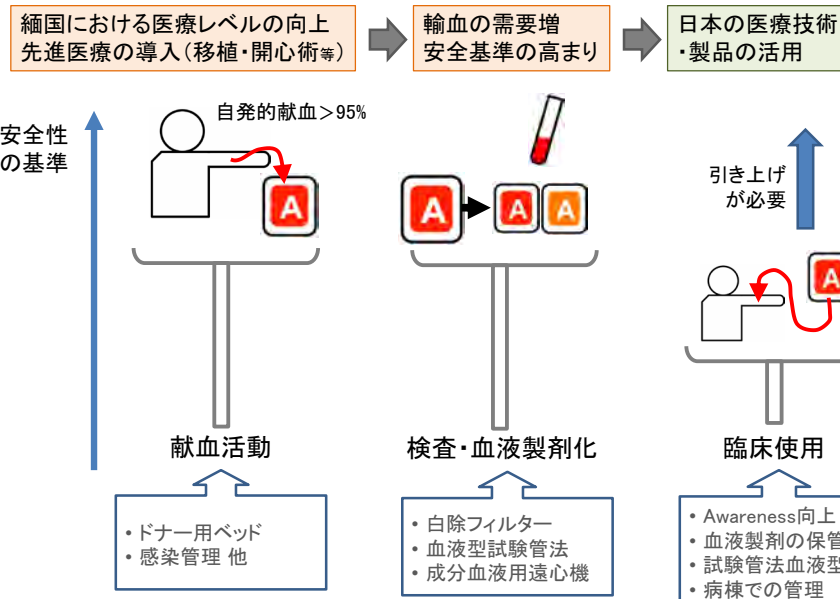 緬国における医療レベルの向上
先進医療の導入(移植・開心術等)
輸血の需要増
安全基準の高まり
日本の医療技術
・製品の活用
安全性
の基準
自発的献血>95%
A
A
A
A
引き上げ
が必要
A
献血活動
検査・血液製剤化
臨床使用
・ドナー用ベッド
・感染管理 他
・白除フィルター
・血液型試験管法
・成分血液用遠心機
・Awareness向上
・血液製剤の保管
・試験管法血液型
・病棟での管理